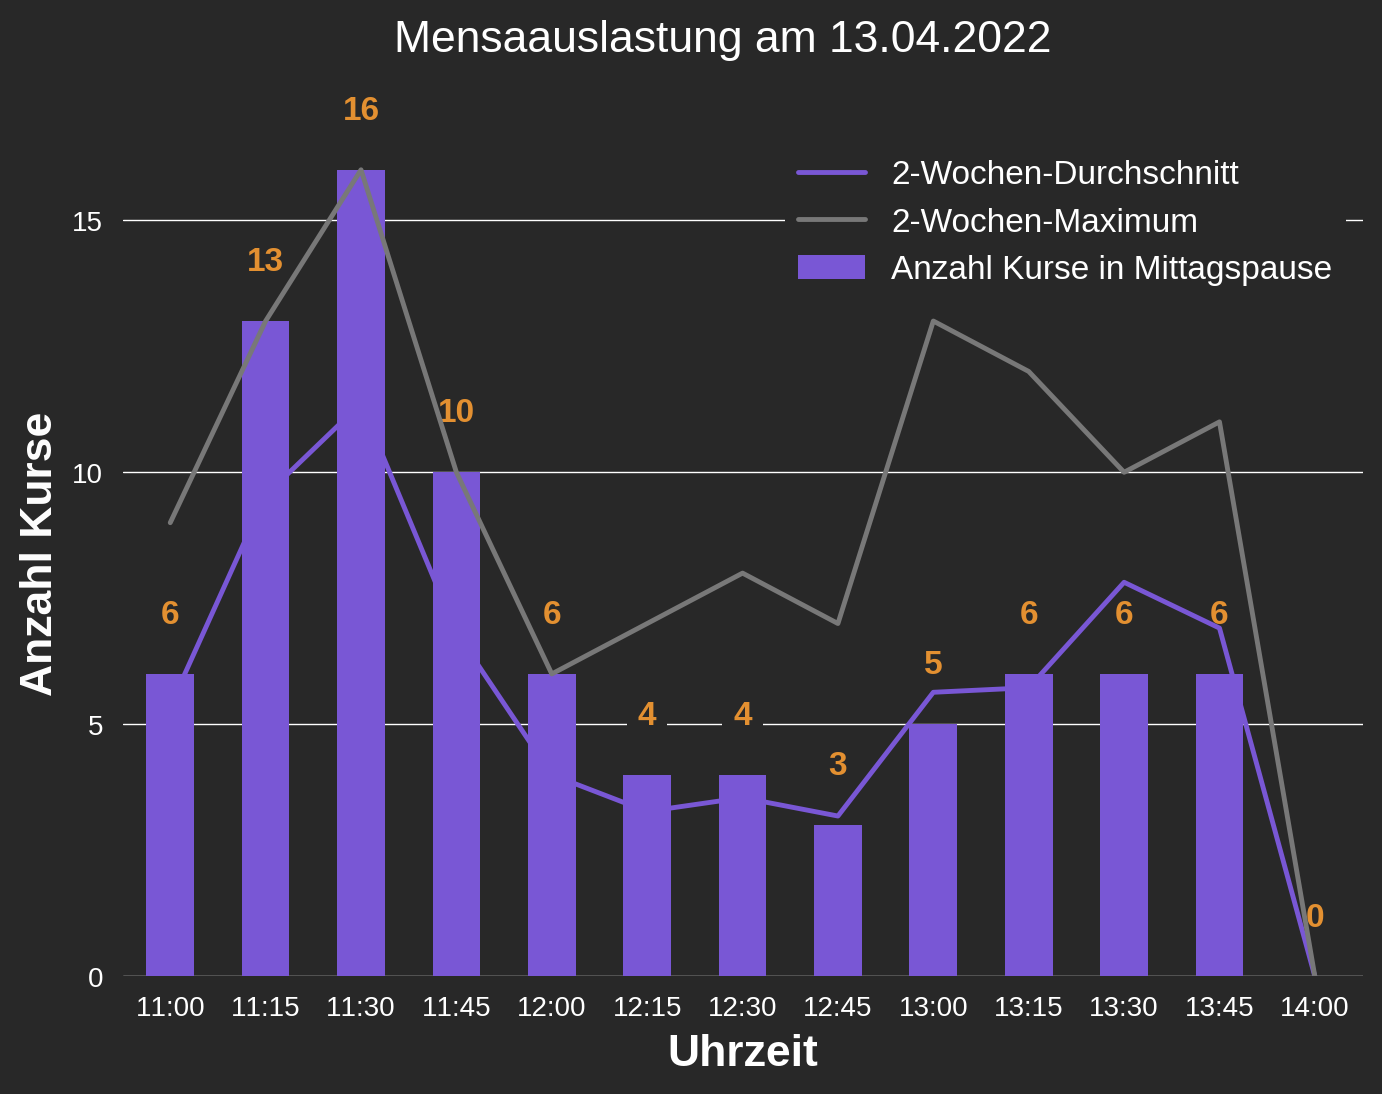 Mensaauslastung am 13.04.2022
16
2-Wochen-Durchschnitt
2-Wochen-Maximum
15
13
Anzahl Kurse in Mittagspause
10
10
Anzahl Kurse
6
6
6
6
6
5
4
4
5
3
0
0
11:00 11:15 11:30 11:45 12:00 12:15 12:30 12:45 13:00 13:15 13:30 13:45 14:00
Uhrzeit